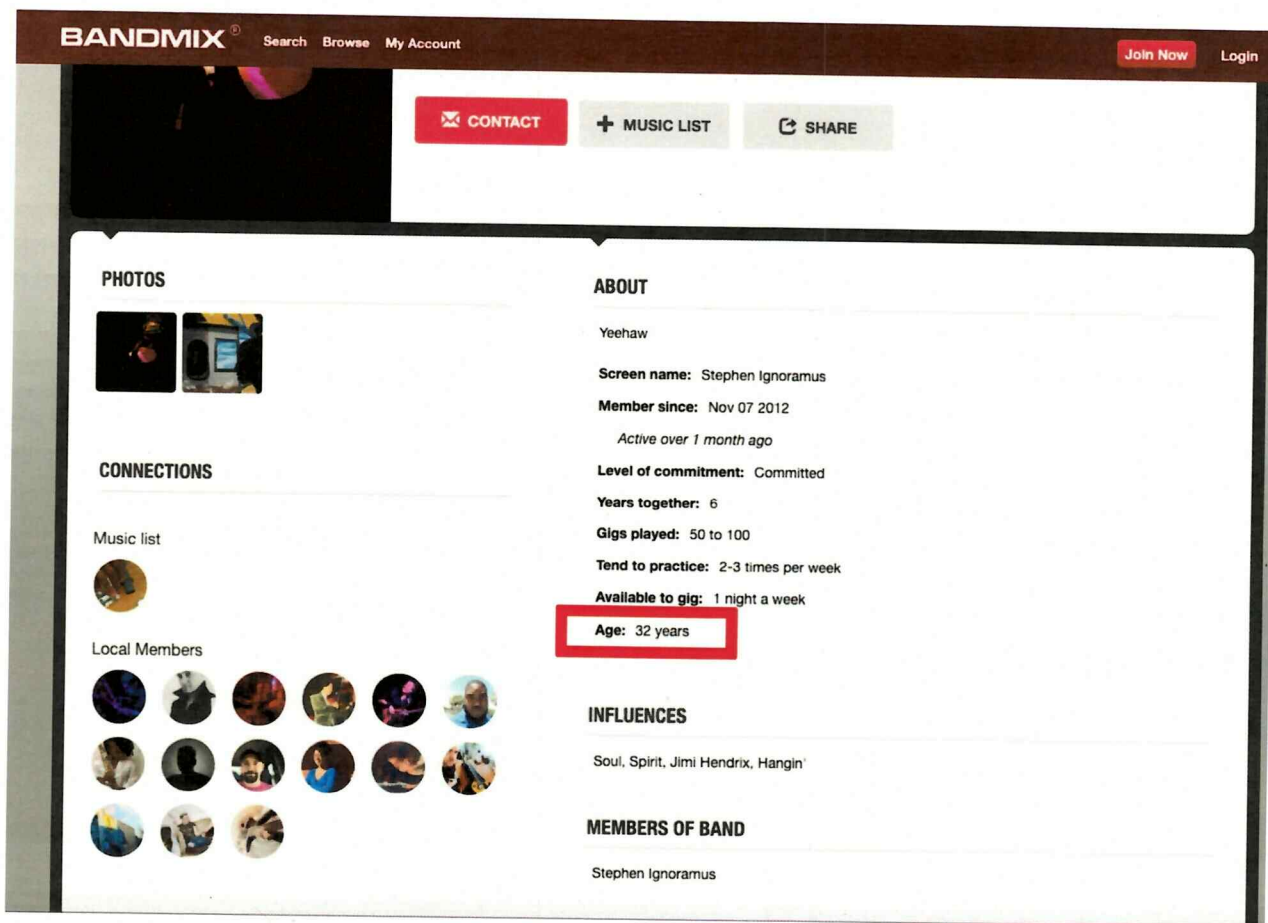 BANDMIX®
Search Browse My Account
Join Now Login
CONTACT
MUSIC LIST
SHARE
PHOTOS
CONNECTIONS
Music list
Local Members
ABOUT
Yeehaw
Screen name: Stephen Ignoramus
Member since: Nov 07 2012
Active over 1 month ago
Level of commitment: Committed
Years together: 6
Gigs played: 50 to 100
Tend to practice: 2-3 times per week
Available to gig: 1 night a week
Age: 32 years
INFLUENCES
Soul, Spirit, Jimi Hendrix, Hangin'
MEMBERS OF BAND
Stephen Ignoramus